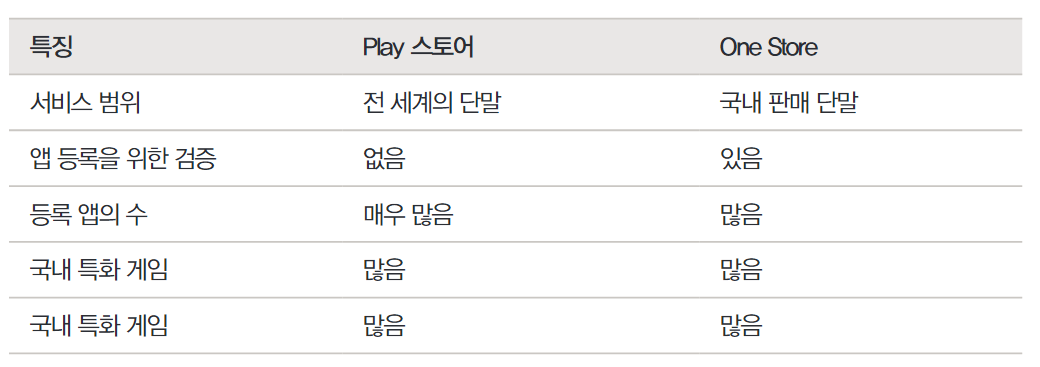 특징 Play 스토어 One Store
서비스 범위 전 세계의 단말 국내 판매 단말
앱 등록을 위한 검증 없음 있음
등록 앱의 수 매우 많음 많음
국내 특화 게임 많음 많음
국내 특화 게임 많음 많음